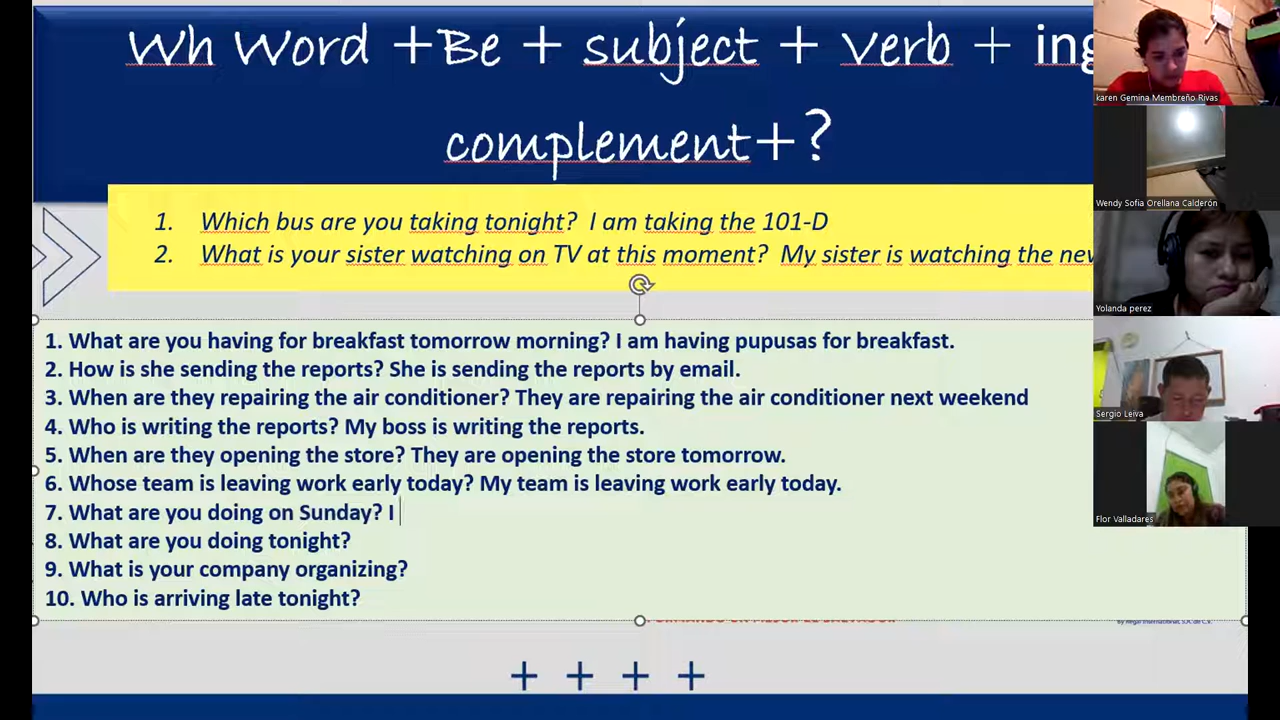 Wh Word + Be + subject + verb + ing
complement+?
1. Which bus are you taking tonight? I am taking the 101-D
2. What is your sister watching on TV at this moment? My sister is watching the
1. What are you having for breakfast tomorrow morning? I am having pupusas for breakfast.
2. How is she sending the reports? She is sending the reports by email.
3. When are they repairing the air conditioner? They are repairing the air conditioner next weekend
4. Who is writing the reports? My boss is writing the reports.
5. When are they opening the store? They are opening the store tomorrow.
6. Whose team is leaving work early today? My team is leaving work early today.
7. What are you doing on Sunday? I
8. What are you doing tonight?
9. What is your company organizing?
10. Who is arriving late tonight?
+ + + +
karen Gemina Membreño Rivas
Wendy Sofia Orellana Calderón
Yolanda perez
Sergio Leiva
Flor Valladares